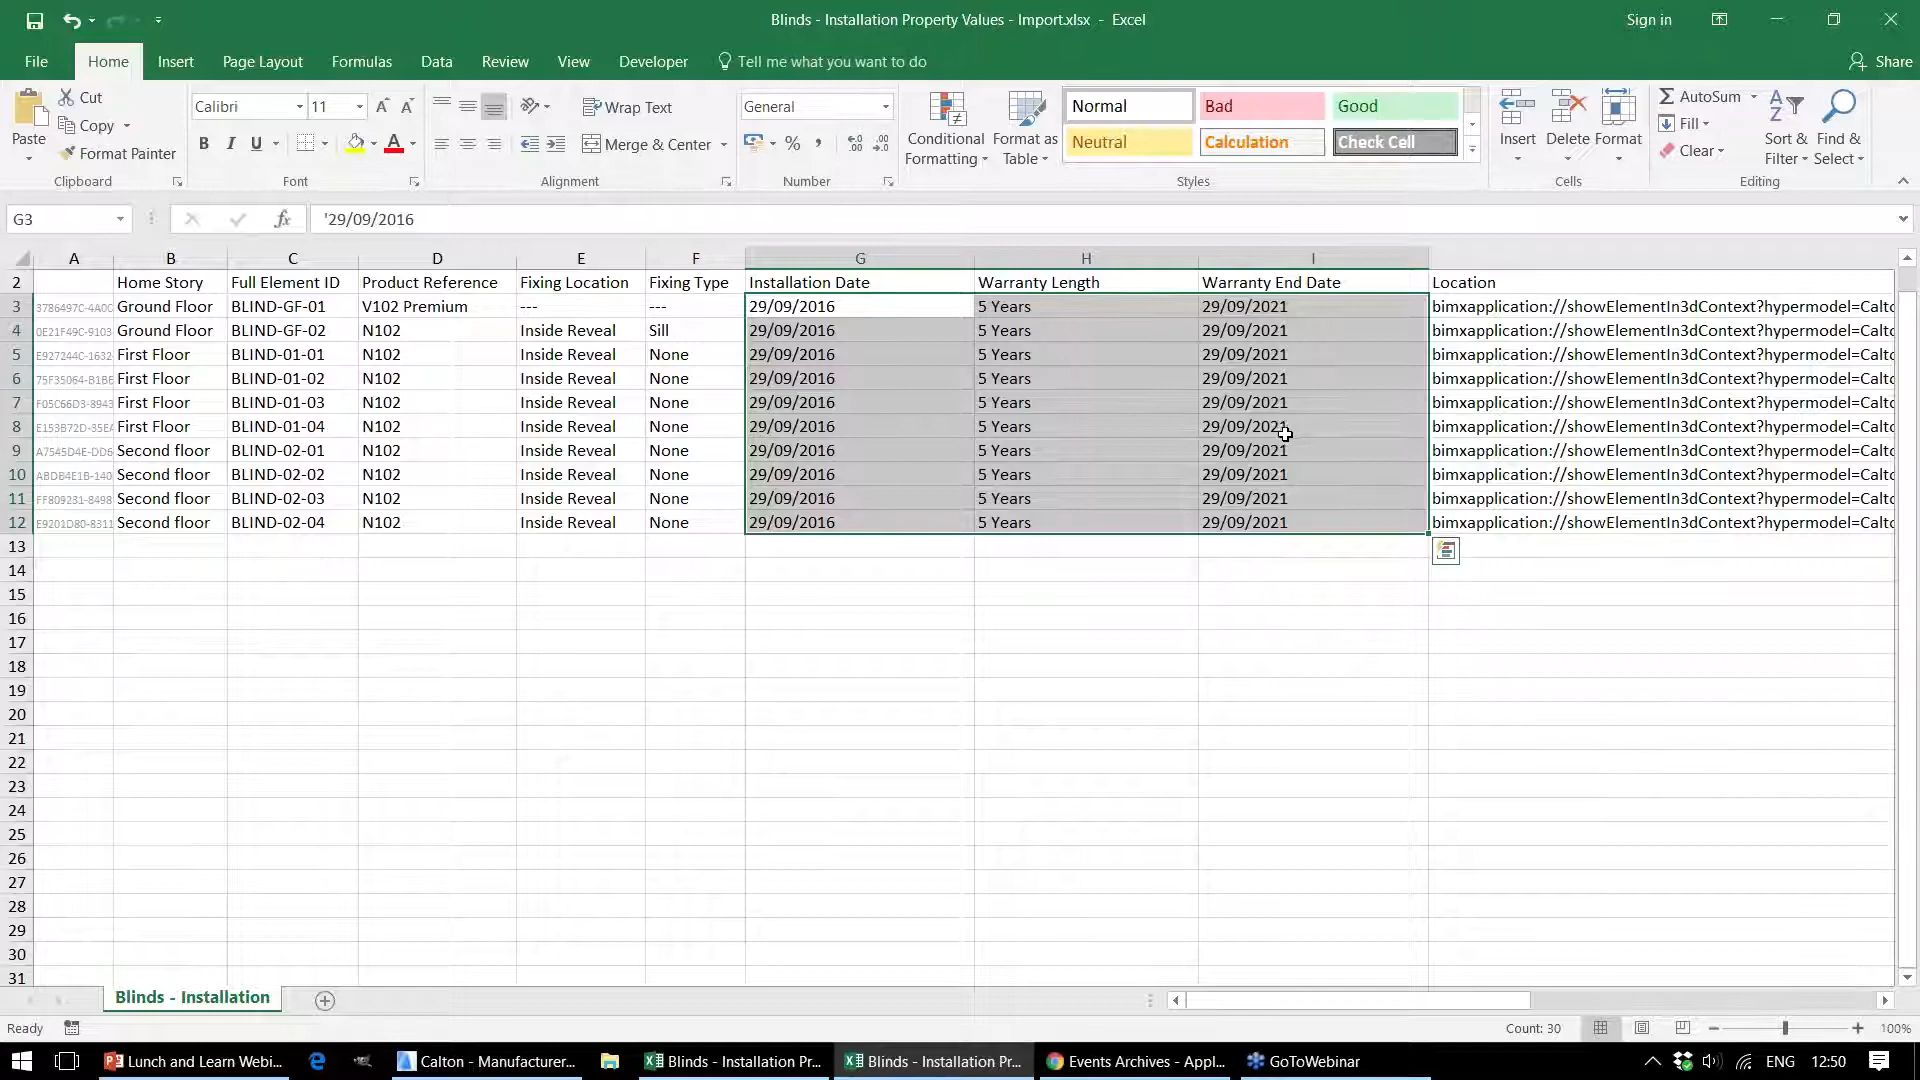 Blinds - Installation Property Values - Import.xlsx - Excel
Sign in
File Home Insert Page Layout Formulas Data Review View Developer Tell me what you want to do Share
Paste
Cut
Copy
Format Painter
Clipboard
Calibri 11
B I U
Font
Wrap Text
Merge & Center
Alignment
General
Number
Conditional Formatting
Format as Table
Normal Bad Good
Neutral Calculation Check Cell
Styles
Insert Delete Format
Cells
AutoSum
Fill
Clear
Sort & Filter
Find & Select
Editing
G3 fx '29/09/2016
A B C D E F G H I
2 Home Story Full Element ID Product Reference Fixing Location Fixing Type Installation Date Warranty Length Warranty End Date Location
3 3786497C-4A0C Ground Floor BLIND-GF-01 V102 Premium --- --- 29/09/2016 5 Years 29/09/2021 bimxapplication://showElementIn3dContext?hypermodel=Calto
4 0E21F49C-9103 Ground Floor BLIND-GF-02 N102 Inside Reveal Sill 29/09/2016 5 Years 29/09/2021 bimxapplication://showElementIn3dContext?hypermodel=Calto
5 E927244C-1632- First Floor BLIND-01-01 N102 Inside Reveal None 29/09/2016 5 Years 29/09/2021 bimxapplication://showElementIn3dContext?hypermodel=Calto
6 75F35064-B1BE First Floor BLIND-01-02 N102 Inside Reveal None 29/09/2016 5 Years 29/09/2021 bimxapplication://showElementIn3dContext?hypermodel=Calto
7 F05C66D3-8943 First Floor BLIND-01-03 N102 Inside Reveal None 29/09/2016 5 Years 29/09/2021 bimxapplication://showElementIn3dContext?hypermodel=Calto
8 E153B72D-35EA First Floor BLIND-01-04 N102 Inside Reveal None 29/09/2016 5 Years 29/09/2021 bimxapplication://showElementIn3dContext?hypermodel=Calto
9 A7545D4E-DD6 Second floor BLIND-02-01 N102 Inside Reveal None 29/09/2016 5 Years 29/09/2021 bimxapplication://showElementIn3dContext?hypermodel=Calto
10 ABDB4E1B-140 Second floor BLIND-02-02 N102 Inside Reveal None 29/09/2016 5 Years 29/09/2021 bimxapplication://showElementIn3dContext?hypermodel=Calto
11 FF809231-8498 Second floor BLIND-02-03 N102 Inside Reveal None 29/09/2016 5 Years 29/09/2021 bimxapplication://showElementIn3dContext?hypermodel=Calto
12 E9201D80-8311 Second floor BLIND-02-04 N102 Inside Reveal None 29/09/2016 5 Years 29/09/2021 bimxapplication://showElementIn3dContext?hypermodel=Calto
13
14
15
16
17
18
19
20
21
22
23
24
25
26
27
28
29
30
31
Blinds - Installation
Ready Count: 30 100%
Lunch and Learn Webi... Calton - Manufacturer... Blinds - Installation Pr... Blinds - Installation Pr... Events Archives - Appl... GoToWebinar ENG 12:50